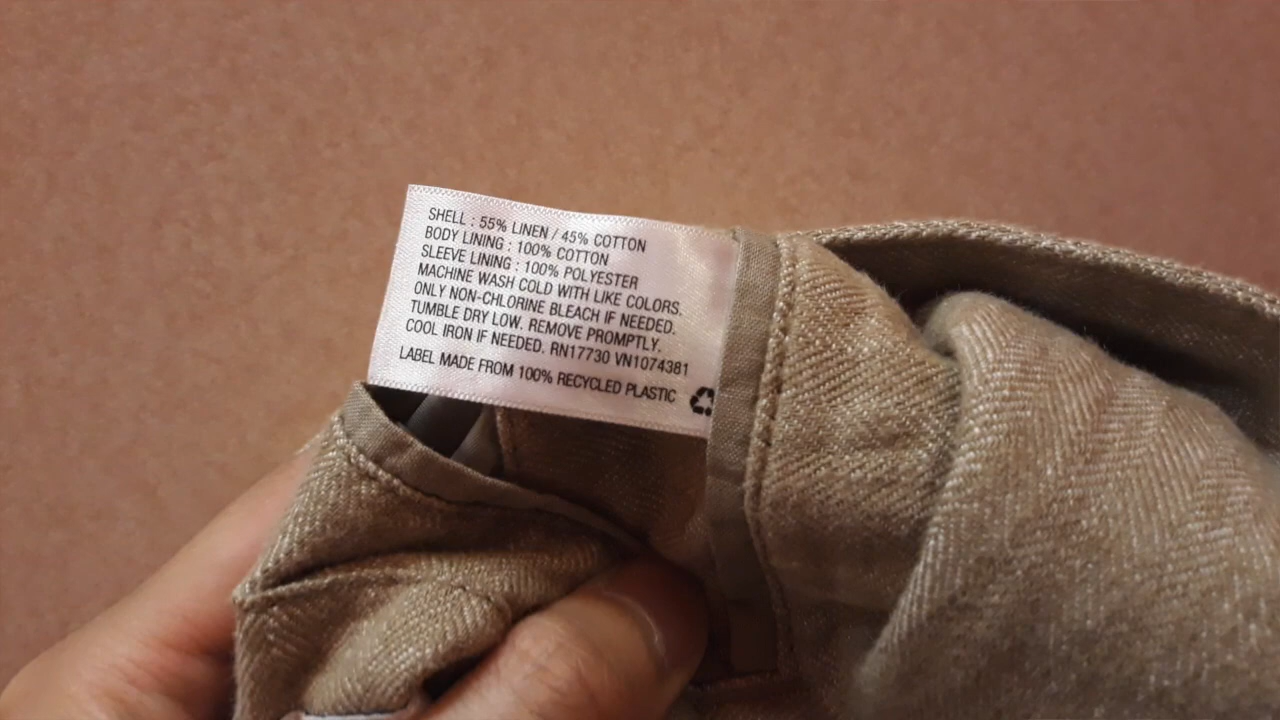 SHELL : 55% LINEN / 45% COTTON
BODY LINING : 100% COTTON
SLEEVE LINING : 100% POLYESTER
MACHINE WASH COLD WITH LIKE COLORS.
ONLY NON-CHLORINE BLEACH IF NEEDED.
TUMBLE DRY LOW. REMOVE PROMPTLY.
COOL IRON IF NEEDED. RN17730 VN1074381
LABEL MADE FROM 100% RECYCLED PLASTIC